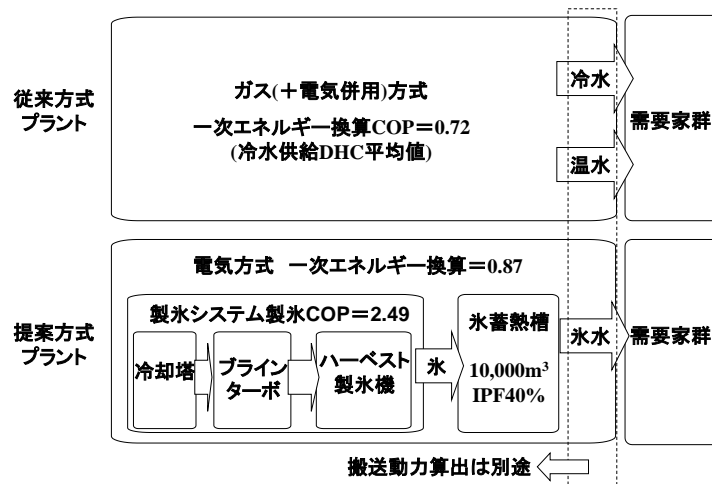 従来方式
プラント
ガス(＋電気併用)方式
一次エネルギー換算COP＝0.72
(冷水供給DHC平均値)
冷水
温水
需要家群
提案方式
プラント
電気方式 一次エネルギー換算＝0.87
製氷システム製氷COP＝2.49
冷却塔
ブライン
ターボ
ハーベスト
製氷機
氷
氷蓄熱槽
10,000m³
IPF40%
氷水
需要家群
搬送動力算出は別途